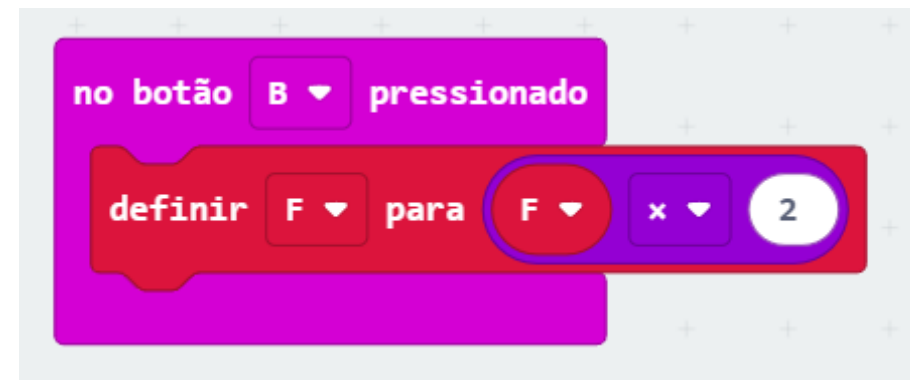 no botão B pressionado
definir F para F × 2